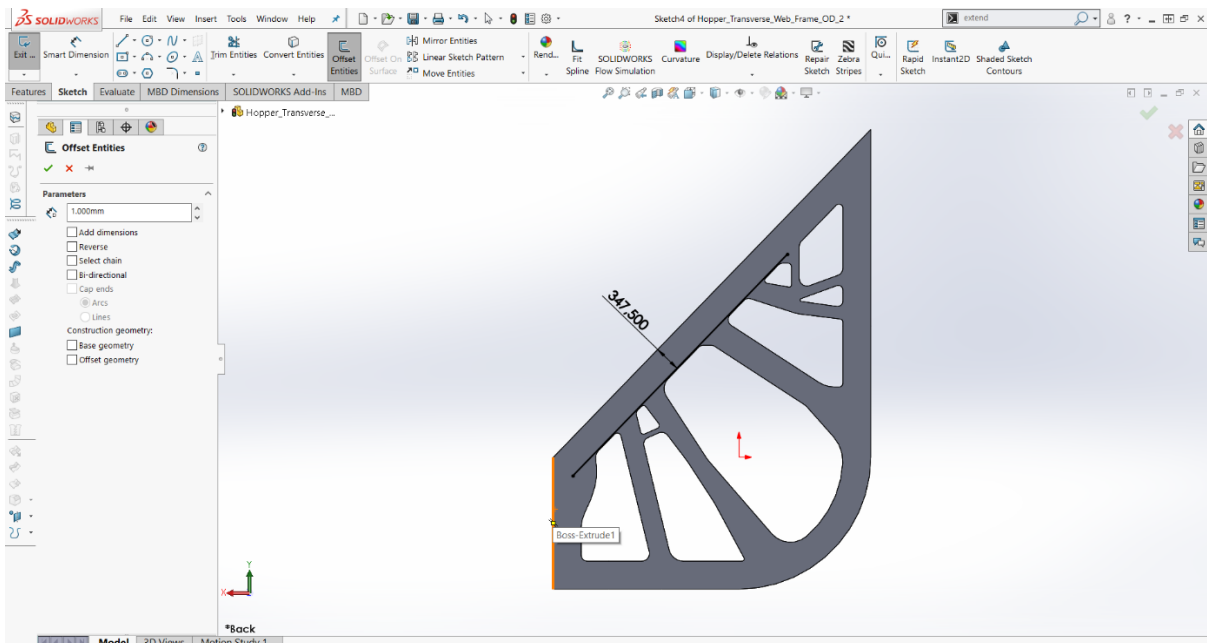 SOLIDWORKS File Edit View Insert Tools Window Help Sketch4 of Hopper_Transverse_Web_Frame_OD_2 * extend
Exit ... Smart Dimension Trim Entities Convert Entities Offset Entities Offset On Surface Mirror Entities Linear Sketch Pattern Move Entities Rend... Fit Spline SOLIDWORKS Flow Simulation Curvature Display/Delete Relations Repair Sketch Zebra Stripes Qui... Rapid Sketch Instant2D Shaded Sketch Contours
Features Sketch Evaluate MBD Dimensions SOLIDWORKS Add-Ins MBD
Hopper_Transverse_...
Offset Entities
Parameters
1.000mm
Add dimensions
Reverse
Select chain
Bi-directional
Cap ends
Arcs
Lines
Construction geometry:
Base geometry
Offset geometry
347,500
Boss-Extrude1
Y
X
*Back
Model 3D Views Motion Study 1